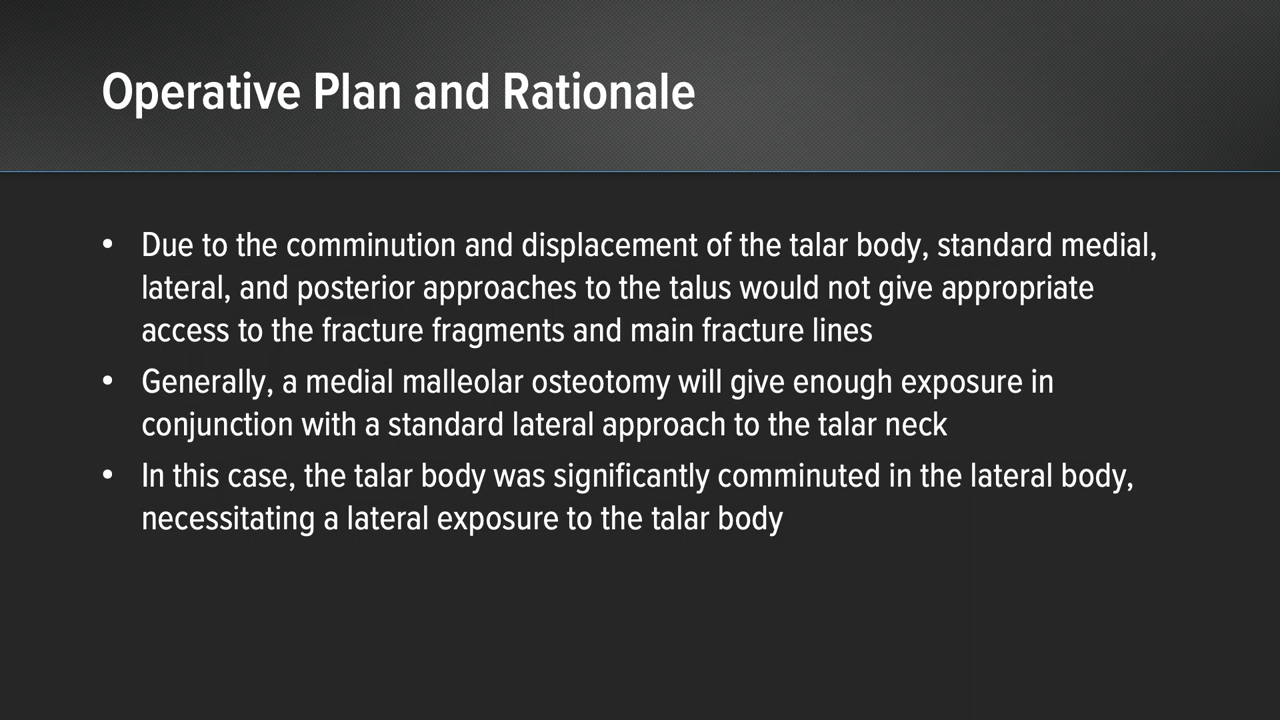 Operative Plan and Rationale
• Due to the comminution and displacement of the talar body, standard medial,
lateral, and posterior approaches to the talus would not give appropriate
access to the fracture fragments and main fracture lines
• Generally, a medial malleolar osteotomy will give enough exposure in
conjunction with a standard lateral approach to the talar neck
• In this case, the talar body was significantly comminuted in the lateral body,
necessitating a lateral exposure to the talar body